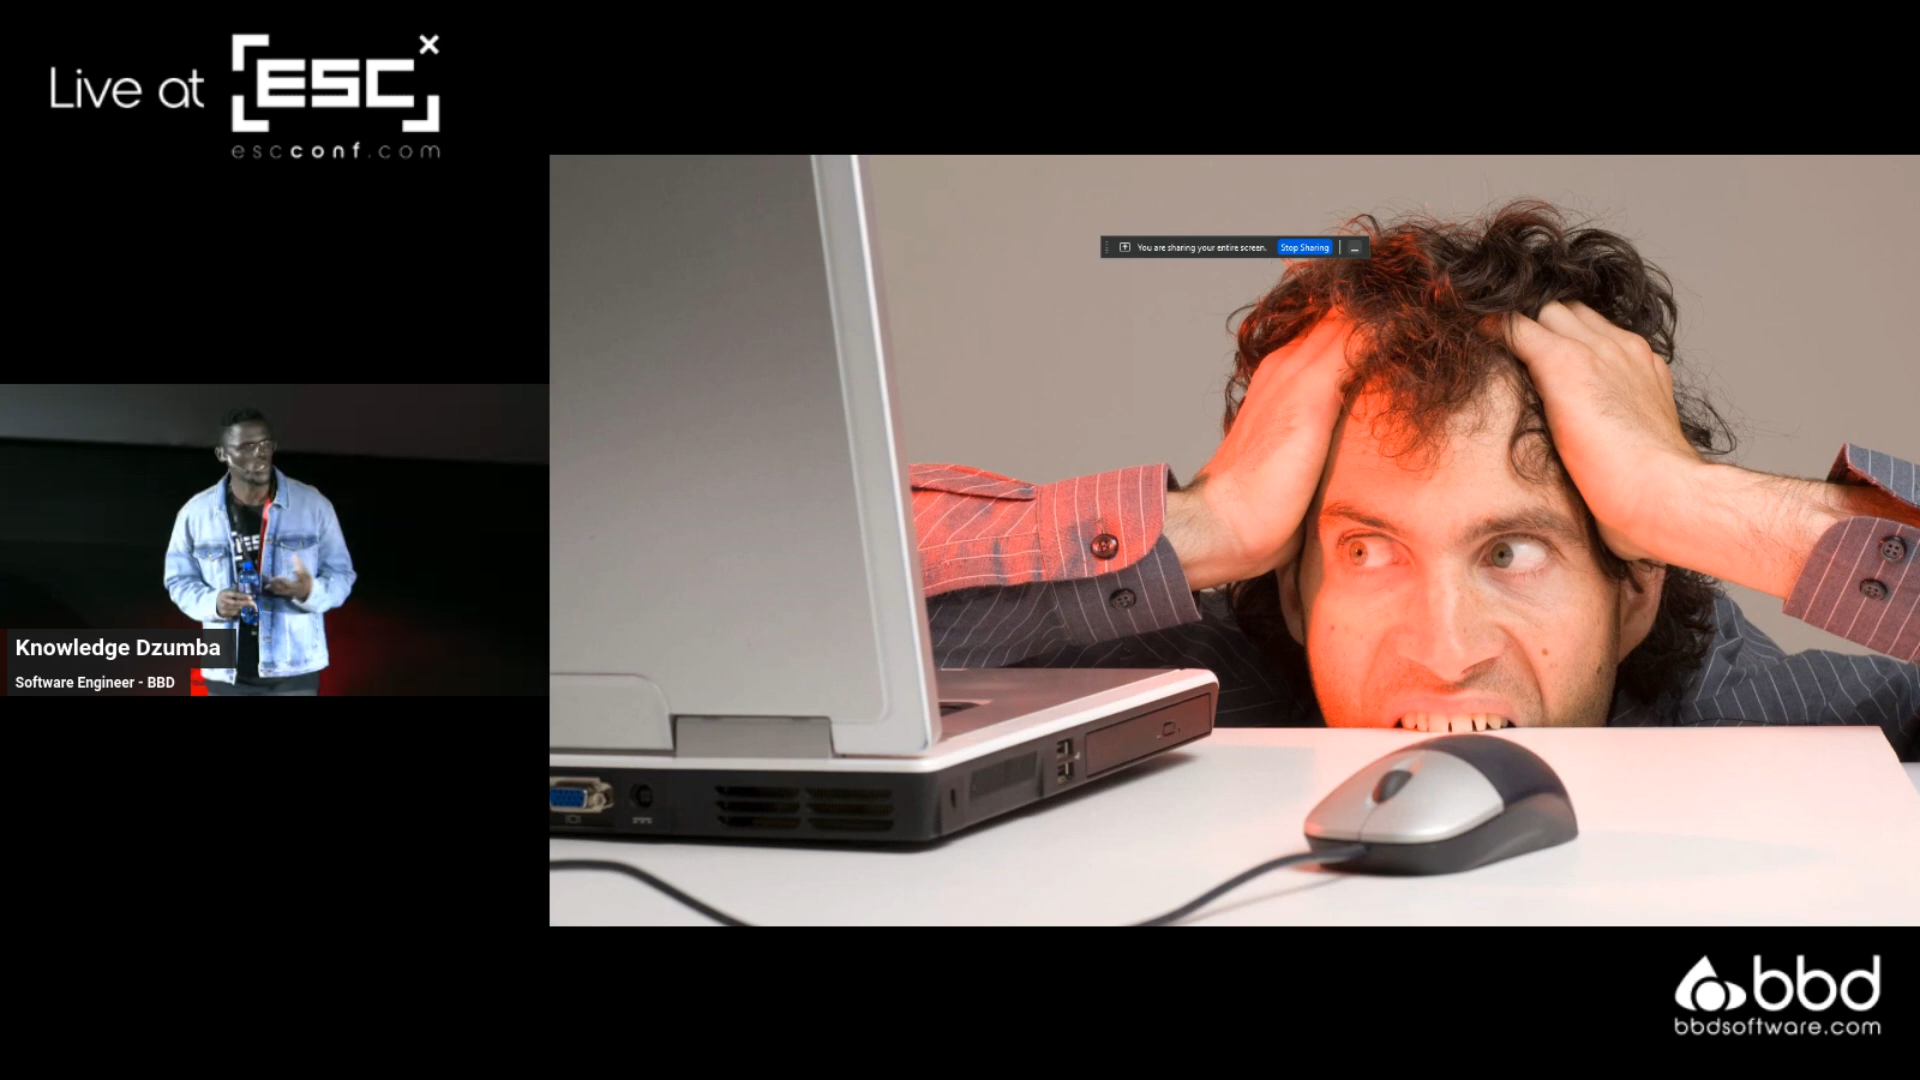 Live at [ESC]
escconf.com
You are sharing your entire screen. Stop Sharing
Knowledge Dzumba
Software Engineer - BBD
bbd
bbdsoftware.com